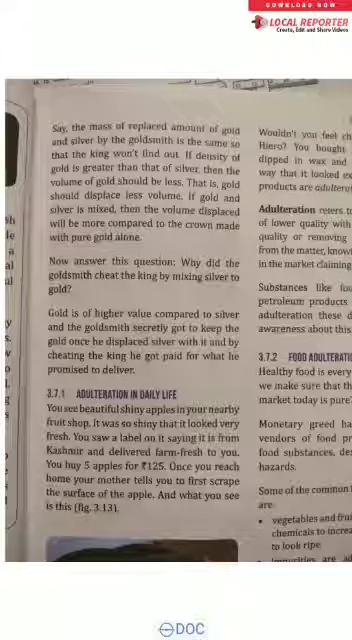 DOWNLOAD NOW
LOCAL REPORTER
Create, Edit and Share Videos
Say, the mass of replaced amount of gold
and silver by the goldsmith is the same so
that the king won't find out. If density of
gold is greater than that of silver, then the
volume of gold should be less. That is, gold
should displace less volume. If gold and
silver is mixed, then the volume displaced
will be more compared to the crown made
with pure gold alone.
Now answer this question: Why did the
goldsmith cheat the king by mixing silver to
gold?
Gold is of higher value compared to silver
and the goldsmith secretly got to keep the
gold once he displaced silver with it and by
cheating the king he got paid for what he
promised to deliver.
3.7.1 ADULTERATION IN DAILY LIFE
You see beautiful shiny apples in your nearby
fruit shop. It was so shiny that it looked very
fresh. You saw a label on it saying it is from
Kashmir and delivered farm-fresh to you.
You buy 5 apples for ₹125. Once you reach
home your mother tells you to first scrape
the surface of the apple. And what you see
is this (fig. 3.13).
Wouldn't you feel ch
Hiero? You bought
dipped in wax and
way that it looked ex
products are adultera
Adulteration refers to
of lower quality with
quality or removing
from the matter, knowi
in the market claiming
Substances like foo
petroleum products
adulteration these d
awareness about this
3.7.2 FOOD ADULTERATIO
Healthy food is every
we make sure that th
market today is pure?
Monetary greed ha
vendors of food pr
food substances, des
hazards.
Some of the common
are
• vegetables and frui
chemicals to increa
to look ripe
• impurities are ad
DOC